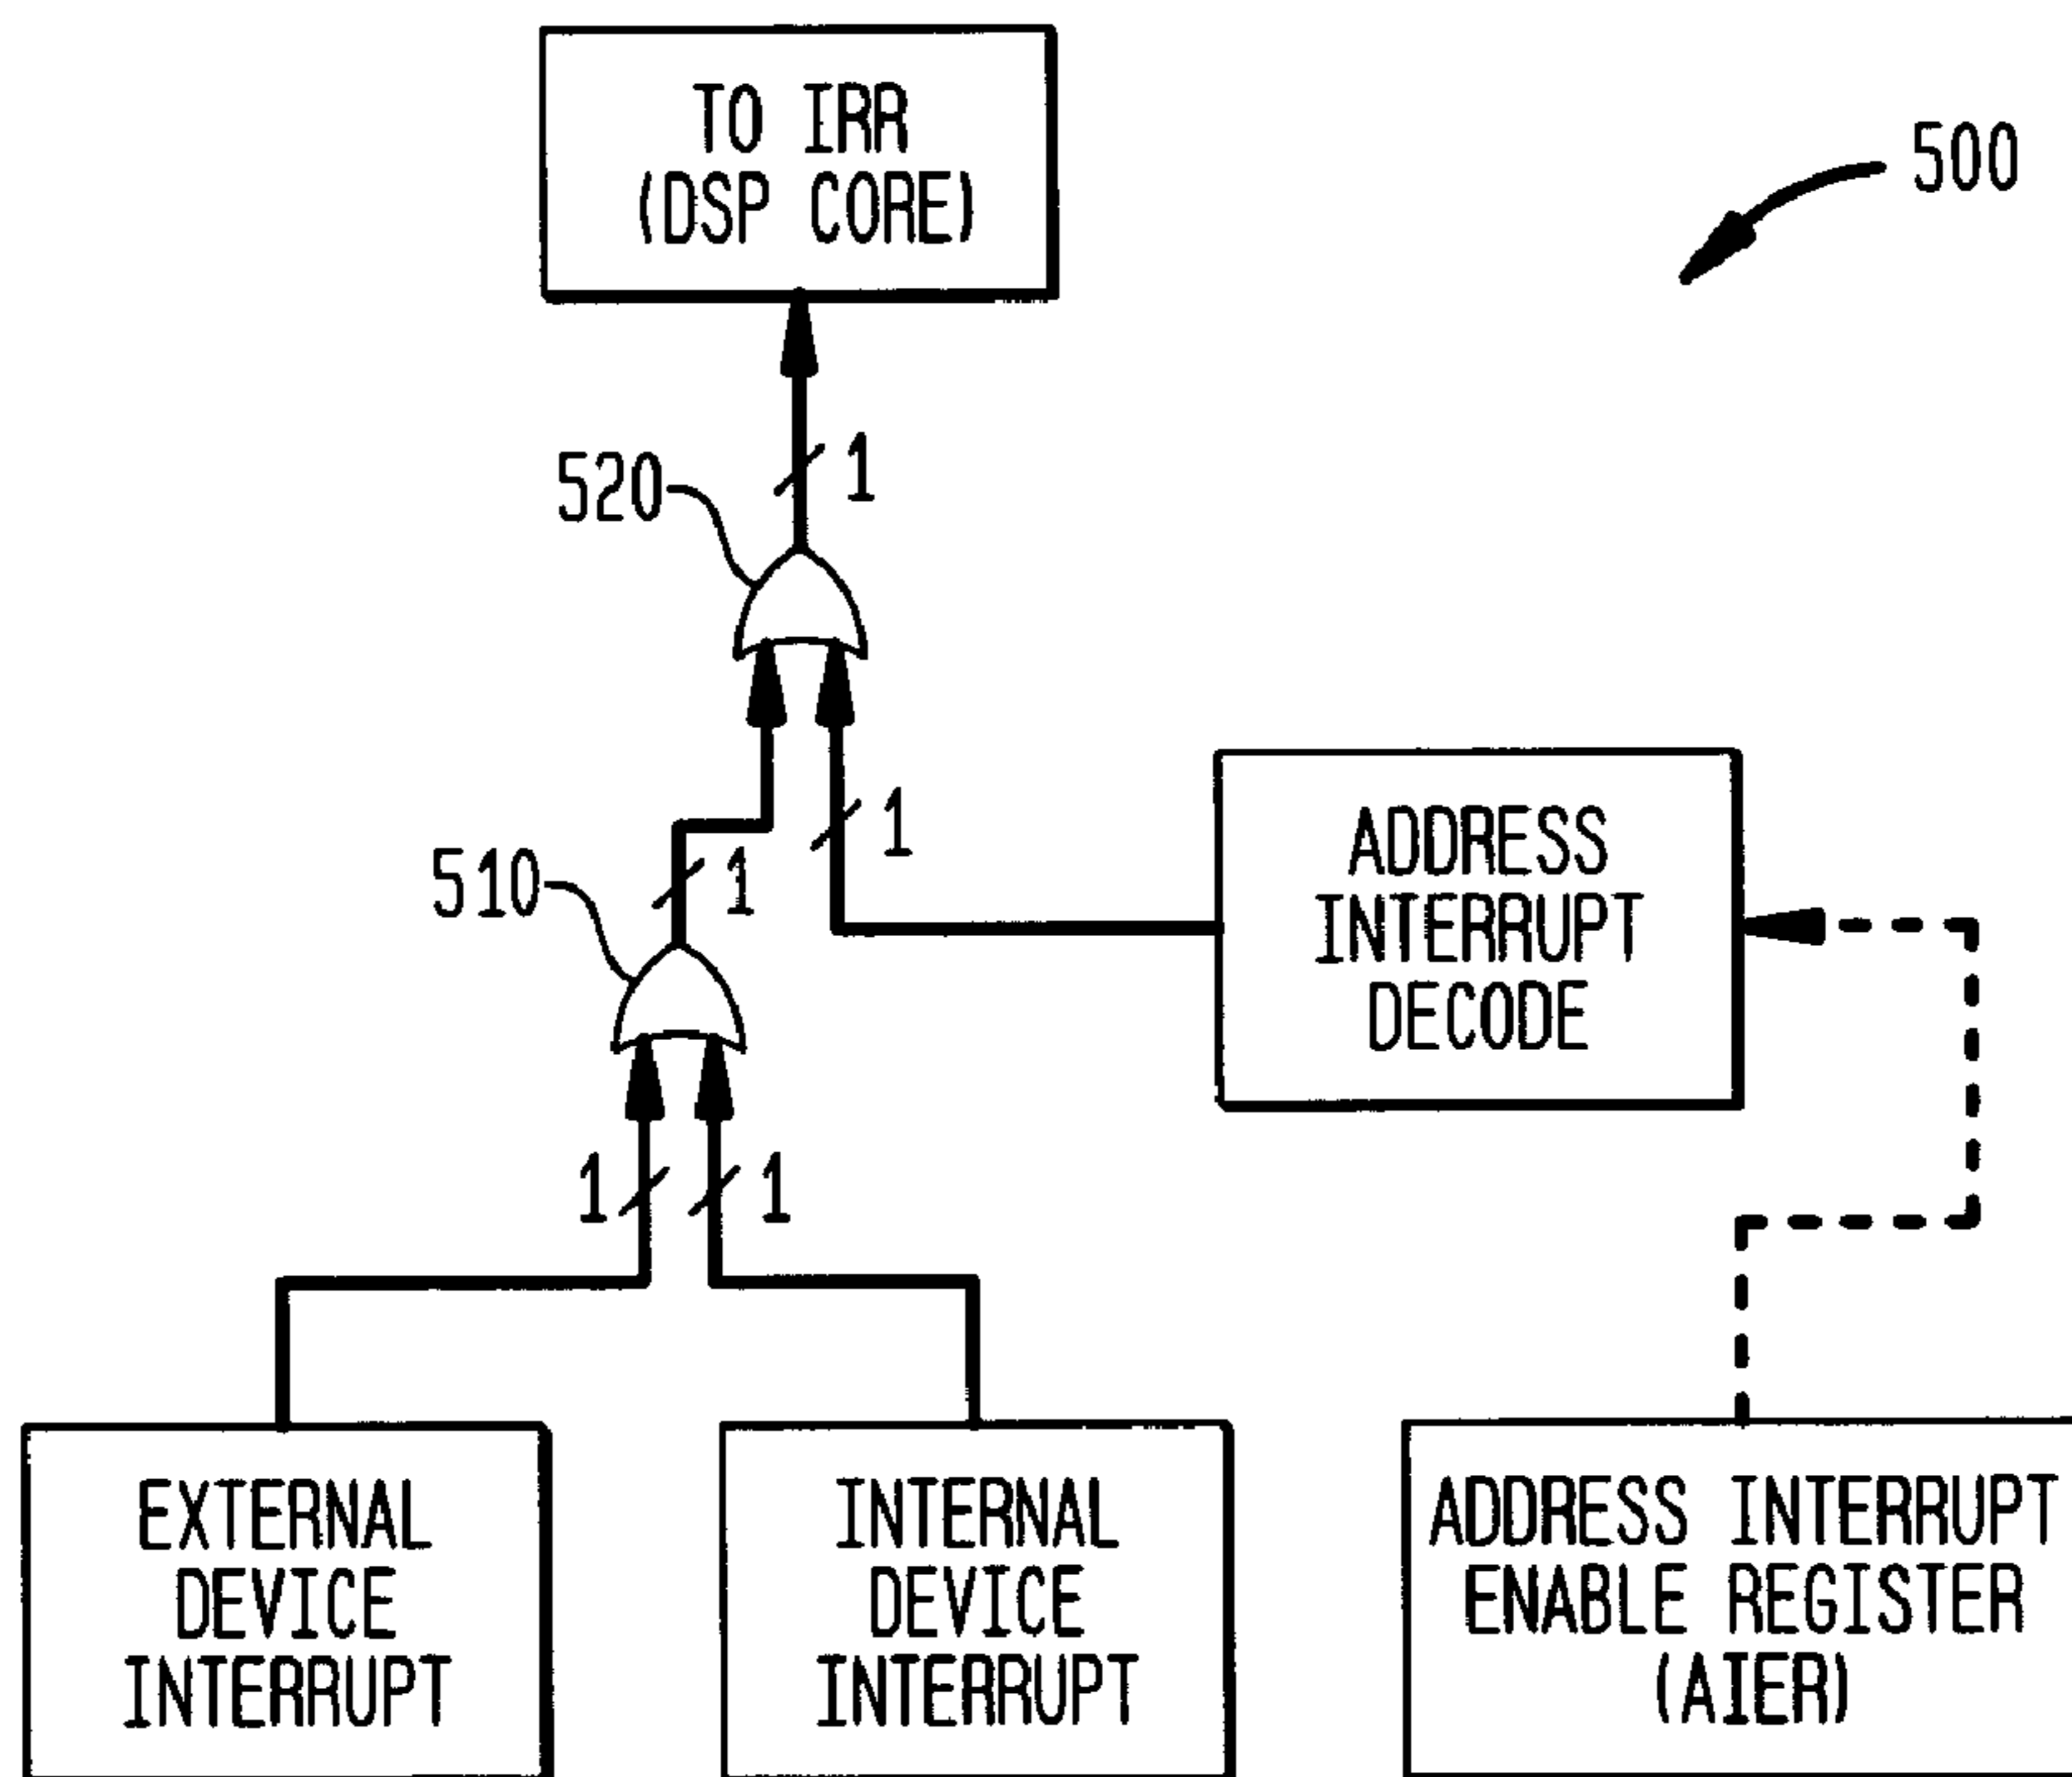 TO IRR
(DSP CORE)
500
1
520
1
1
510
ADDRESS
INTERRUPT
DECODE
1
1
EXTERNAL
DEVICE
INTERRUPT
INTERNAL
DEVICE
INTERRUPT
ADDRESS INTERRUPT
ENABLE REGISTER
(AIER)